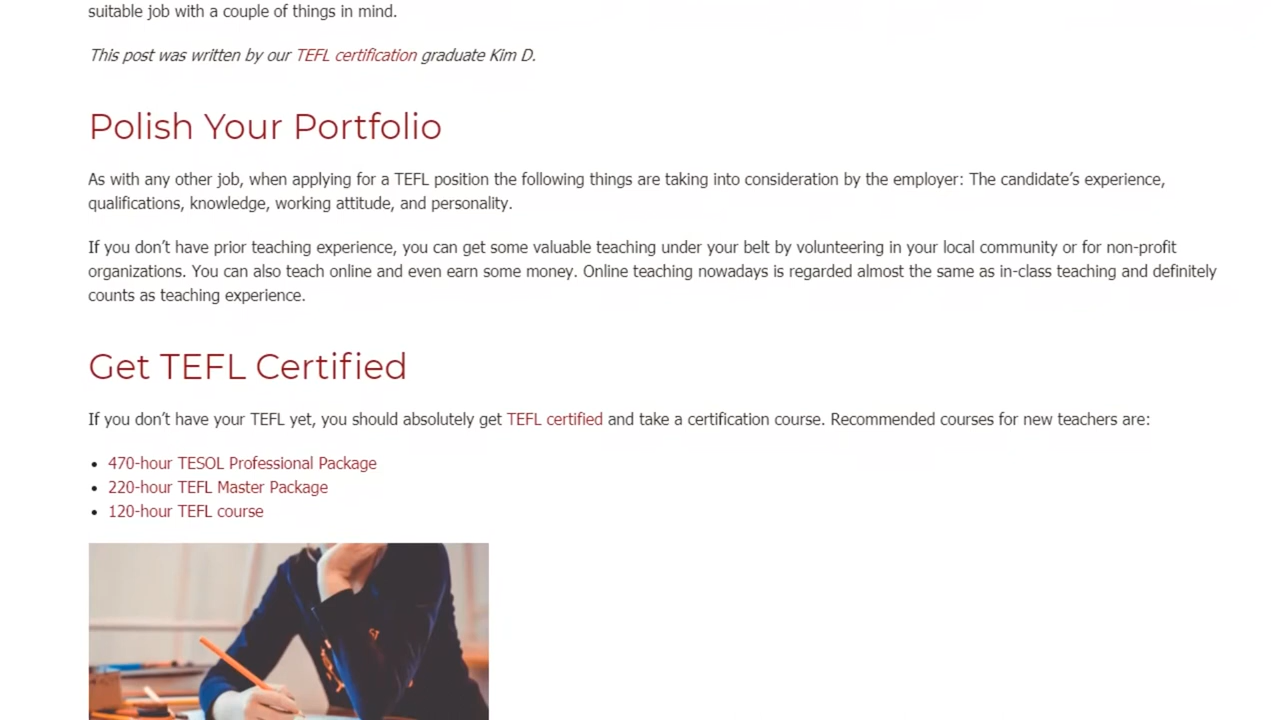 suitable job with a couple of things in mind.
This post was written by our TEFL certification graduate Kim D.
Polish Your Portfolio
As with any other job, when applying for a TEFL position the following things are taking into consideration by the employer: The candidate’s experience,
qualifications, knowledge, working attitude, and personality.
If you don’t have prior teaching experience, you can get some valuable teaching under your belt by volunteering in your local community or for non-profit
organizations. You can also teach online and even earn some money. Online teaching nowadays is regarded almost the same as in-class teaching and definitely
counts as teaching experience.
Get TEFL Certified
If you don’t have your TEFL yet, you should absolutely get TEFL certified and take a certification course. Recommended courses for new teachers are:
• 470-hour TESOL Professional Package
• 220-hour TEFL Master Package
• 120-hour TEFL course